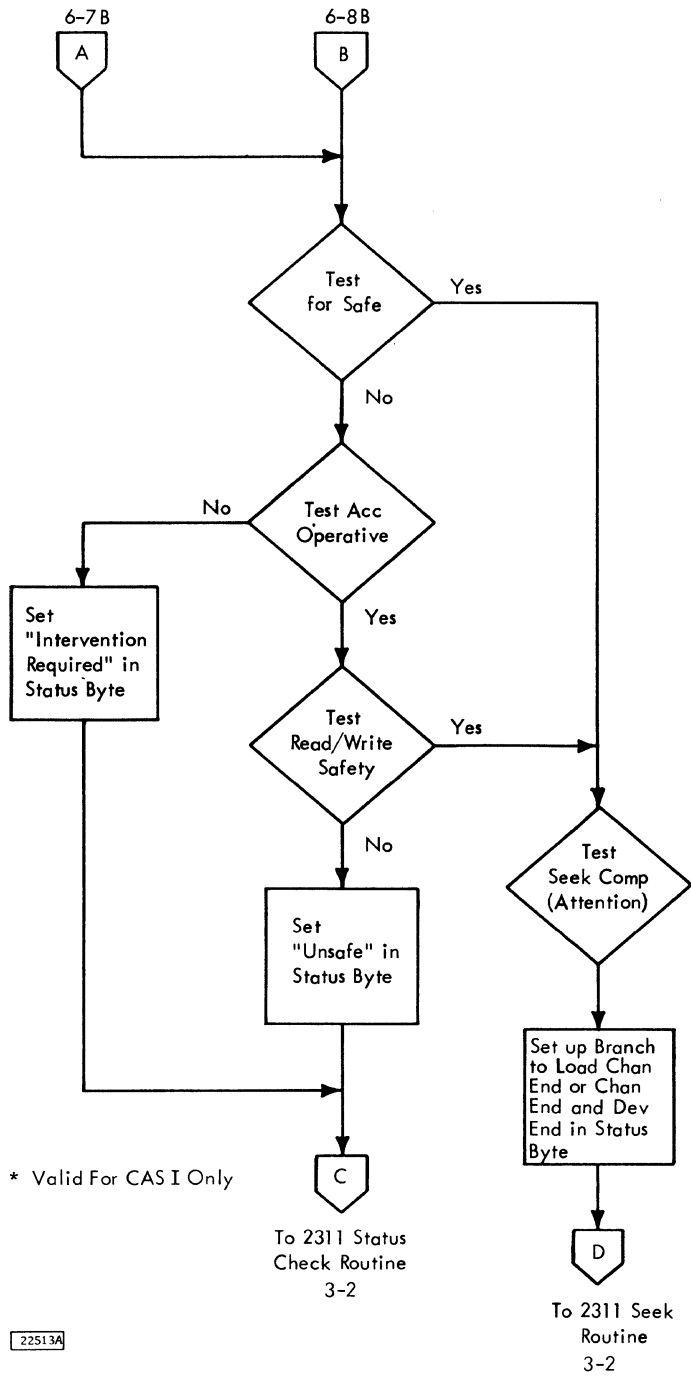 6-7B
6-8B
A
B
Test
for Safe
Yes
No
Test Acc
Operative
No
Yes
Set
"Intervention
Required" in
Status Byte
Test
Read/Write
Safety
Yes
No
Test
Seek Comp
(Attention)
Set
"Unsafe" in
Status Byte
Set up Branch
to Load Chan
End or Chan
End and Dev
End in Status
Byte
* Valid For CAS I Only
C
To 2311 Status
Check Routine
3-2
D
To 2311 Seek
Routine
3-2
22513A